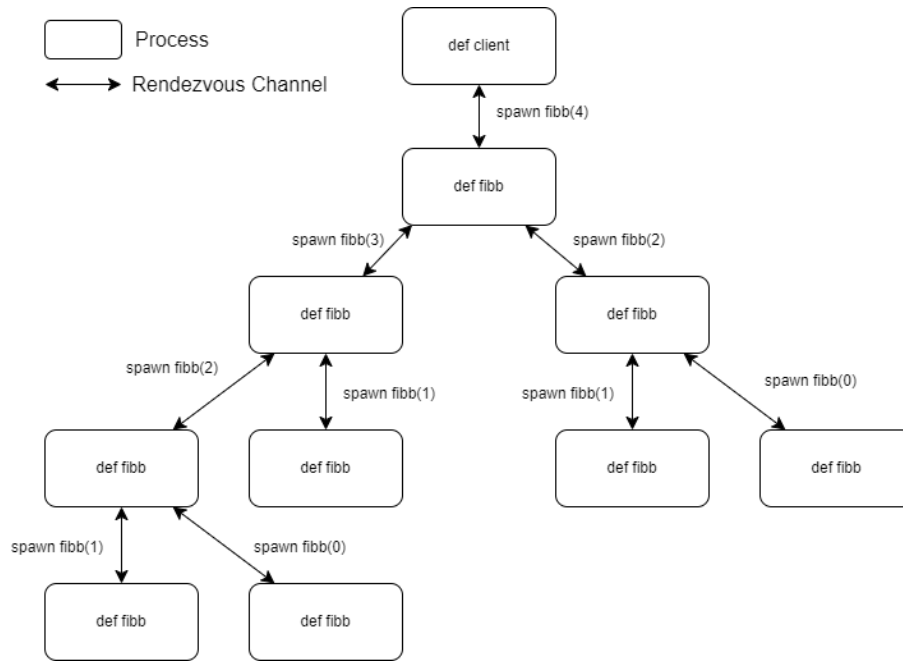 Process
Rendezvous Channel
def client
spawn fibb(4)
def fibb
spawn fibb(3)
spawn fibb(2)
def fibb
def fibb
spawn fibb(2)
spawn fibb(1)
spawn fibb(1)
spawn fibb(0)
def fibb
def fibb
def fibb
def fibb
spawn fibb(1)
spawn fibb(0)
def fibb
def fibb